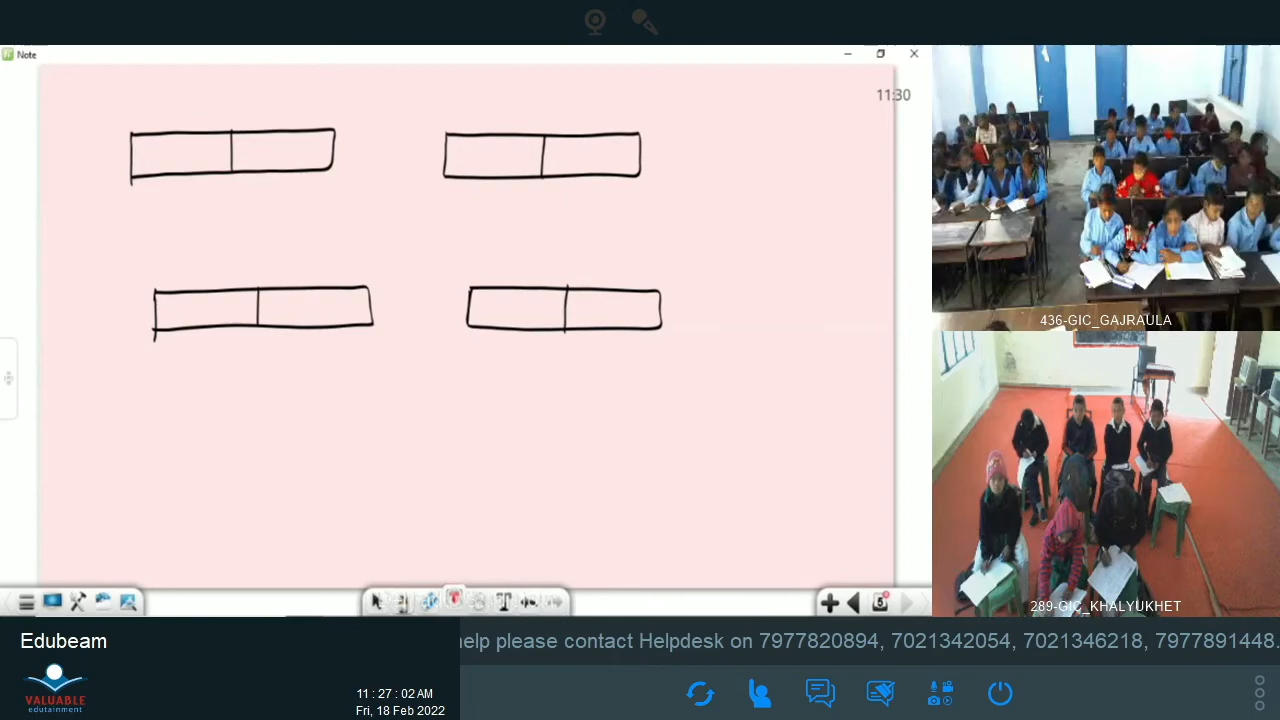 Note
11:30
436-GIC_GAJRAULA
289-GIC_KHALYUKHET
Edubeam
help please contact Helpdesk on 7977820894, 7021342054, 7021346218, 7977891448.
VALUABLE
edutainment
11 : 27 : 02 AM
Fri, 18 Feb 2022